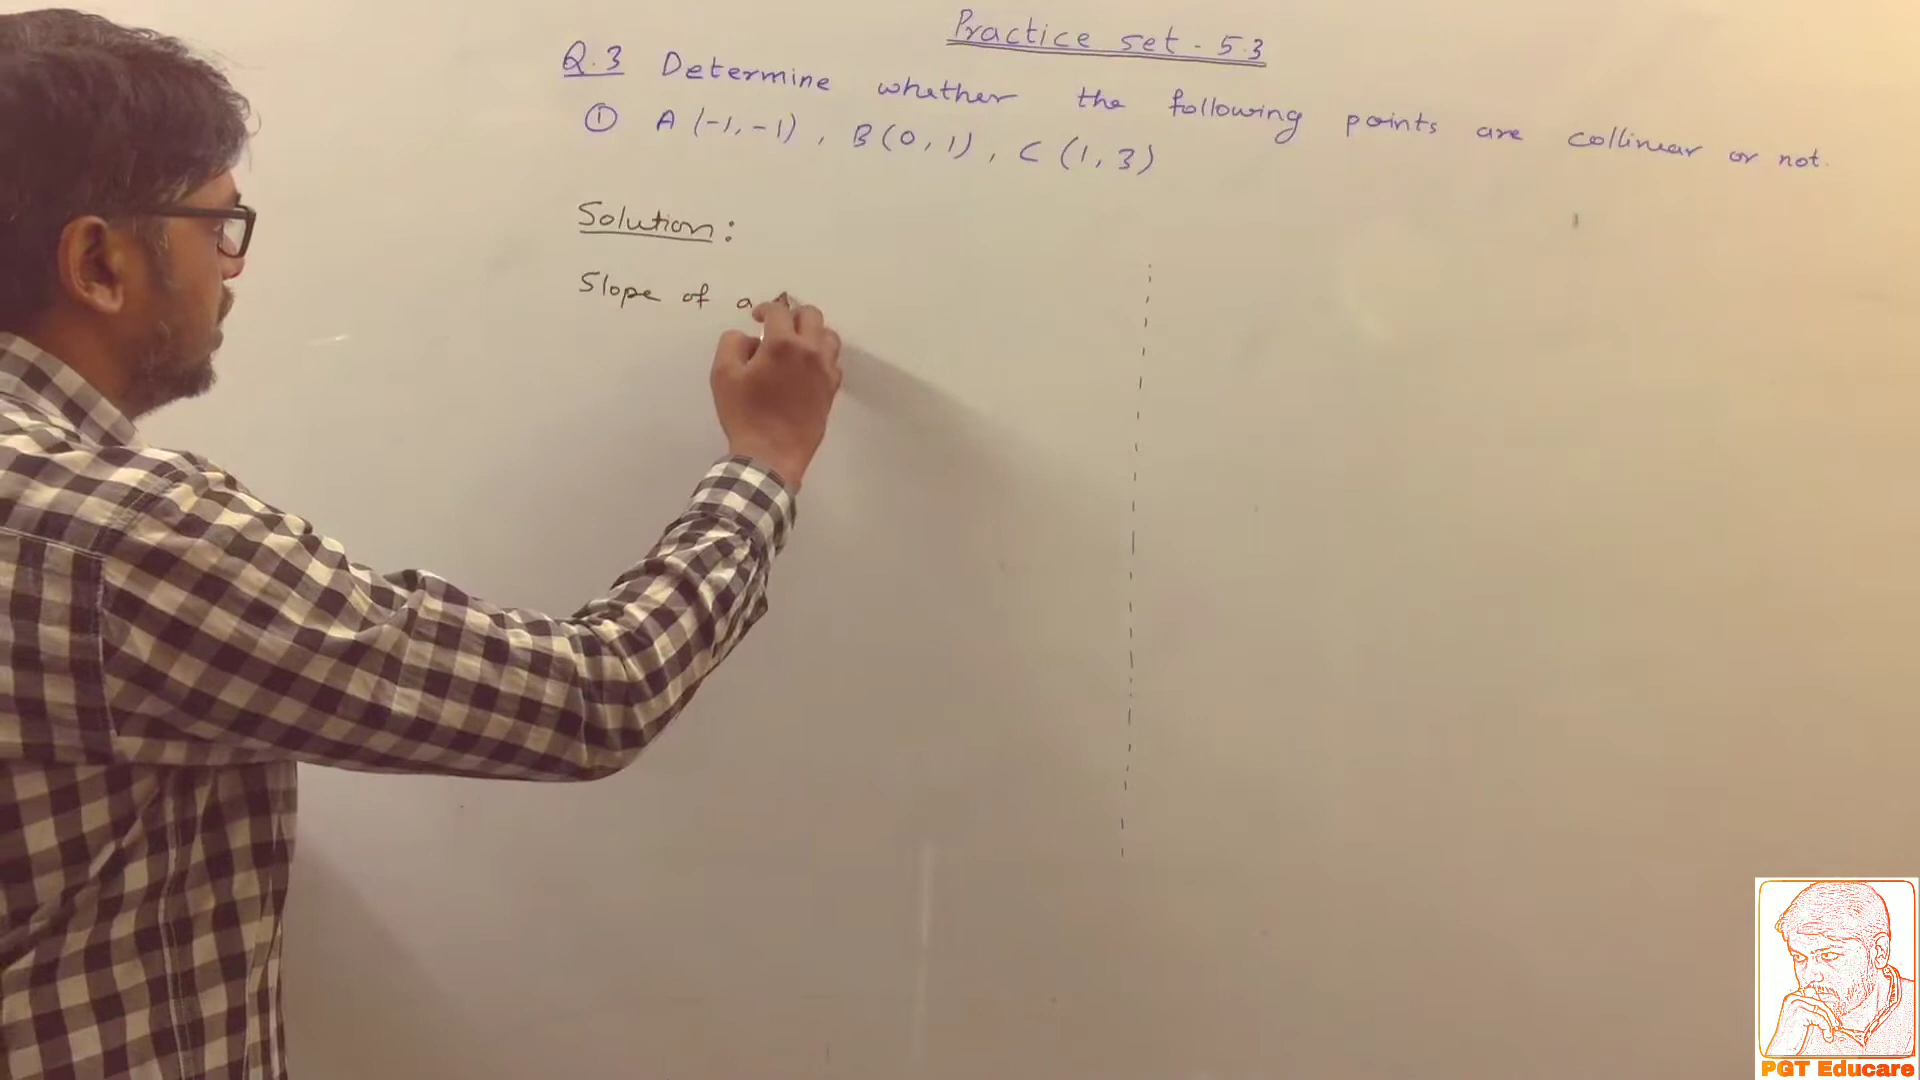 Practice set - 5.3
Q.3 Determine whether the following points are collinear or not.
① A (-1, -1) , B (0, 1) , C (1, 3)
Solution :
Slope of a
PGT Educare